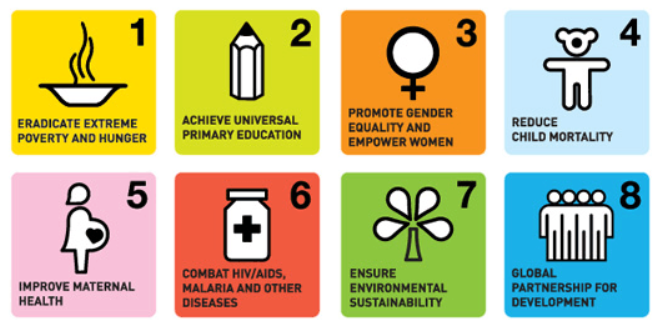 1
ERADICATE EXTREME
POVERTY AND HUNGER
2
ACHIEVE UNIVERSAL
PRIMARY EDUCATION
3
PROMOTE GENDER
EQUALITY AND
EMPOWER WOMEN
4
REDUCE
CHILD MORTALITY
5
IMPROVE MATERNAL
HEALTH
6
COMBAT HIV/AIDS,
MALARIA AND OTHER
DISEASES
7
ENSURE
ENVIRONMENTAL
SUSTAINABILITY
8
GLOBAL
PARTNERSHIP FOR
DEVELOPMENT